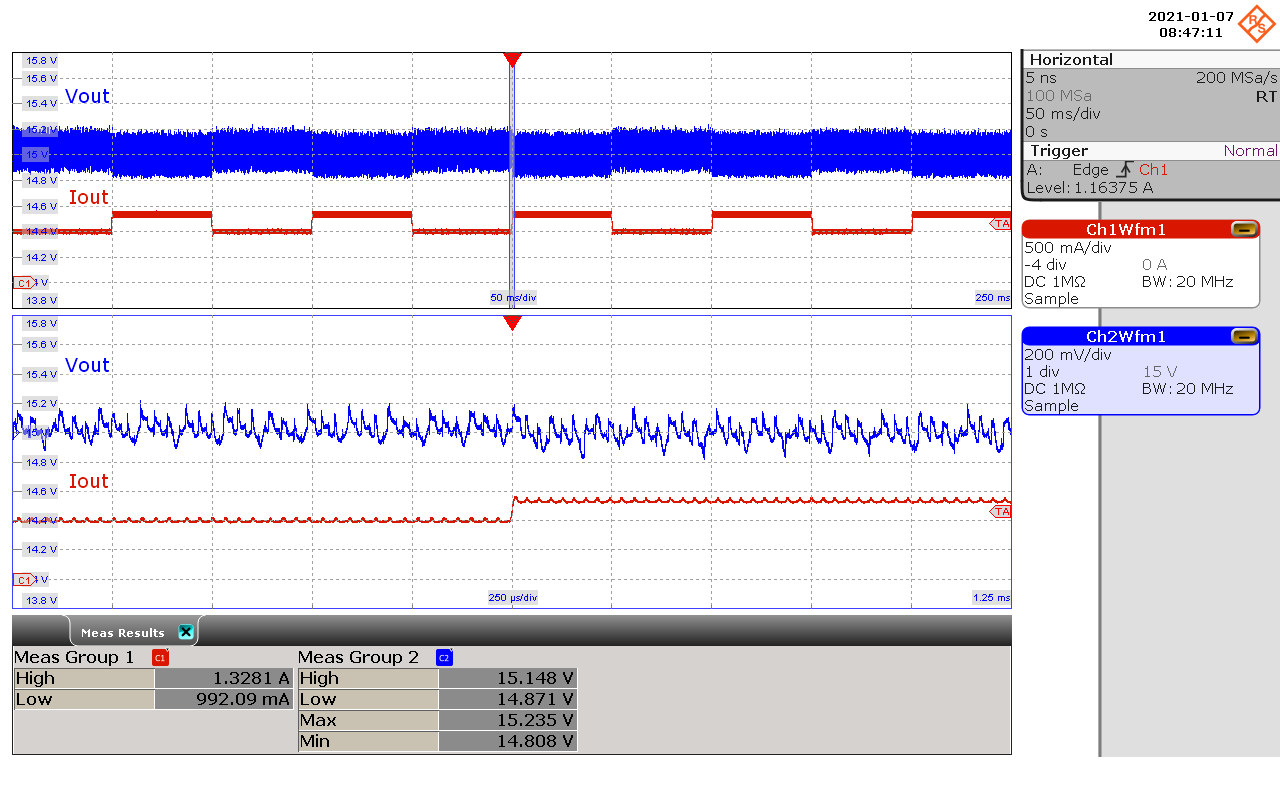 2021-01-07
08:47:11
R S
Horizontal
5 ns 200 MSa/s
100 MSa RT
50 ms/div
0 s
Trigger Normal
A: Edge Ch1
Level: 1.16375 A
Ch1Wfm1
500 mA/div
-4 div 0 A
DC 1MΩ BW: 20 MHz
Sample
Ch2Wfm1
200 mV/div
1 div 15 V
DC 1MΩ BW: 20 MHz
Sample
15.8 V
15.6 V
Vout
15.4 V
15.2 V
15 V
14.8 V
Iout
14.6 V
TA
14.4 V
14.2 V
C1 V
13.8 V
50 ms/div
250 ms
15.8 V
15.6 V
Vout
15.4 V
15.2 V
15 V
14.8 V
Iout
14.6 V
TA
14.4 V
14.2 V
C1 V
13.8 V
250 µs/div
1.25 ms
Meas Results
Meas Group 1 C1
High 1.3281 A
Low 992.09 mA
Meas Group 2 C2
High 15.148 V
Low 14.871 V
Max 15.235 V
Min 14.808 V